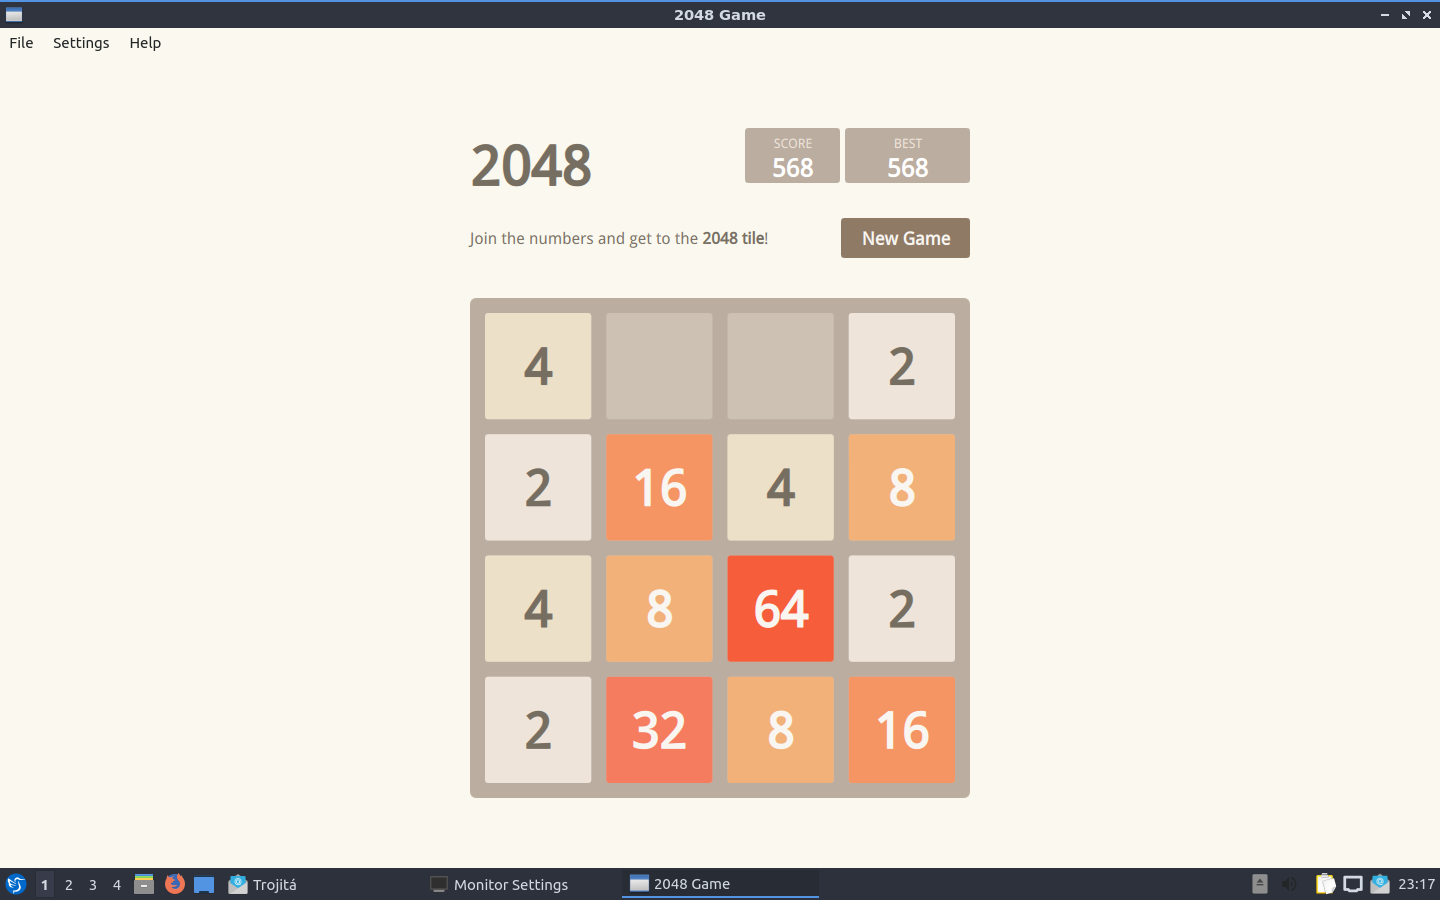 2048 Game
File Settings Help
2048
SCORE BEST
568 568
Join the numbers and get to the 2048 tile!
New Game
4 2
2 16 4 8
4 8 64 2
2 32 8 16
1 2 3 4 Trojitá Monitor Settings 2048 Game 23:17